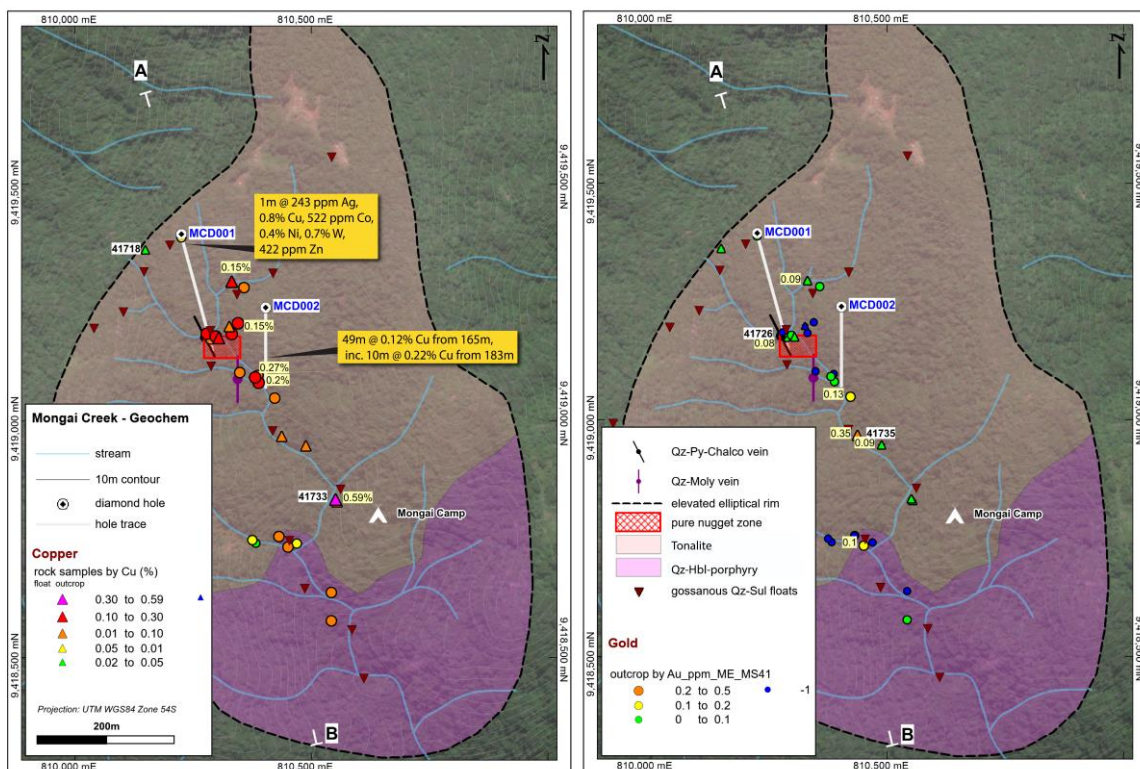 810,000 mE
810,500 mE
A
N
9,419,500 mN
1m @ 243 ppm Ag,
0.8% Cu, 522 ppm Co,
0.4% Ni, 0.7% W,
422 ppm Zn
MCD001
41718
0.15%
MCD002
0.15%
49m @ 0.12% Cu from 165m,
inc. 10m @ 0.22% Cu from 183m
0.27%
0.2%
9,419,000 mN
Mongai Creek - Geochem
stream
10m contour
diamond hole
hole trace
Copper
rock samples by Cu (%)
float outcrop
0.30 to 0.59
0.10 to 0.30
0.01 to 0.10
0.05 to 0.01
0.02 to 0.05
Projection: UTM WGS84 Zone 54S
200m
41733
0.59%
Mongai Camp
9,418,500 mN
B
810,000 mE
810,500 mE
810,000 mE
810,500 mE
A
N
9,419,500 mN
MCD001
0.09
MCD002
41726
0.08
0.13
9,419,000 mN
0.35
41735
0.09
Qz-Py-Chalco vein
Qz-Moly vein
elevated elliptical rim
pure nugget zone
Tonalite
Qz-Hbl-porphyry
gossanous Qz-Sul floats
Gold
outcrop by Au_ppm_ME_MS41
0.2 to 0.5
-1
0.1 to 0.2
0 to 0.1
Mongai Camp
0.1
9,418,500 mN
B
810,000 mE
810,500 mE